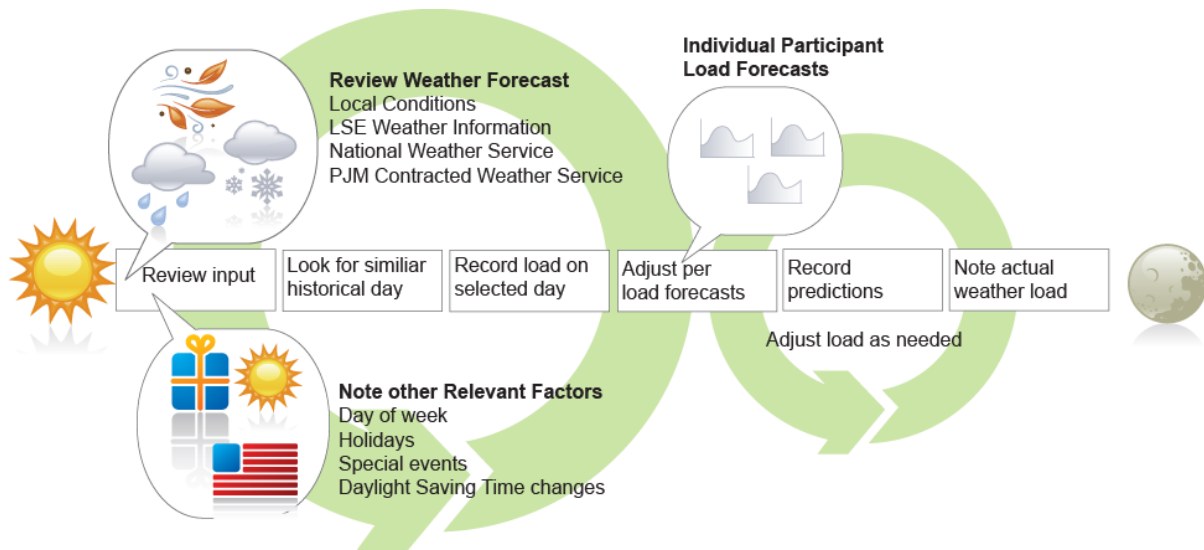 Individual Participant
Load Forecasts
Review Weather Forecast
Local Conditions
LSE Weather Information
National Weather Service
PJM Contracted Weather Service
Review input
Look for similiar
historical day
Record load on
selected day
Adjust per
load forecasts
Record
predictions
Note actual
weather load
Adjust load as needed
Note other Relevant Factors
Day of week
Holidays
Special events
Daylight Saving Time changes